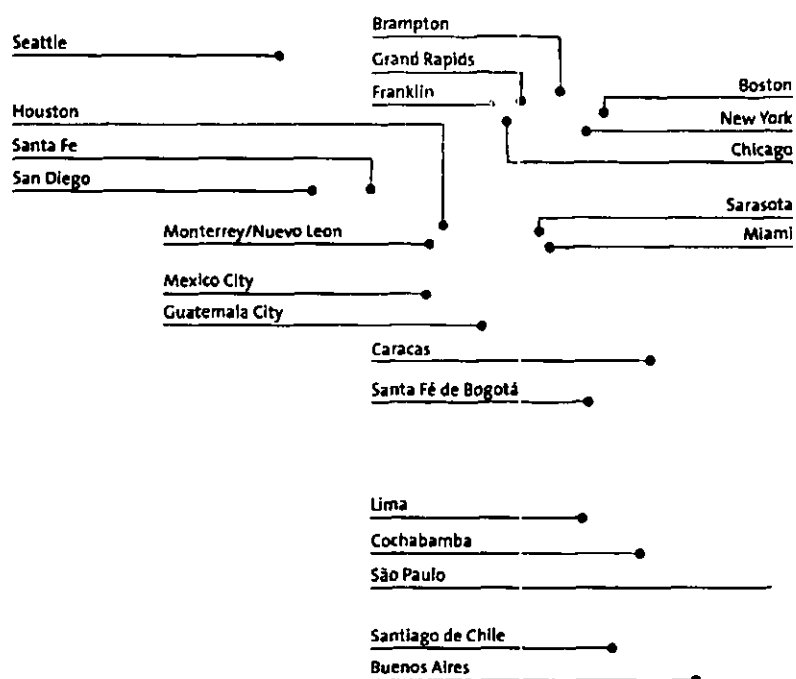 Brampton
Seattle
Grand Rapids
Boston
Franklin
New York
Houston
Chicago
Santa Fe
San Diego
Sarasota
Monterrey/Nuevo Leon
Miami
Mexico City
Guatemala City
Caracas
Santa Fé de Bogotá
Lima
Cochabamba
São Paulo
Santiago de Chile
Buenos Aires